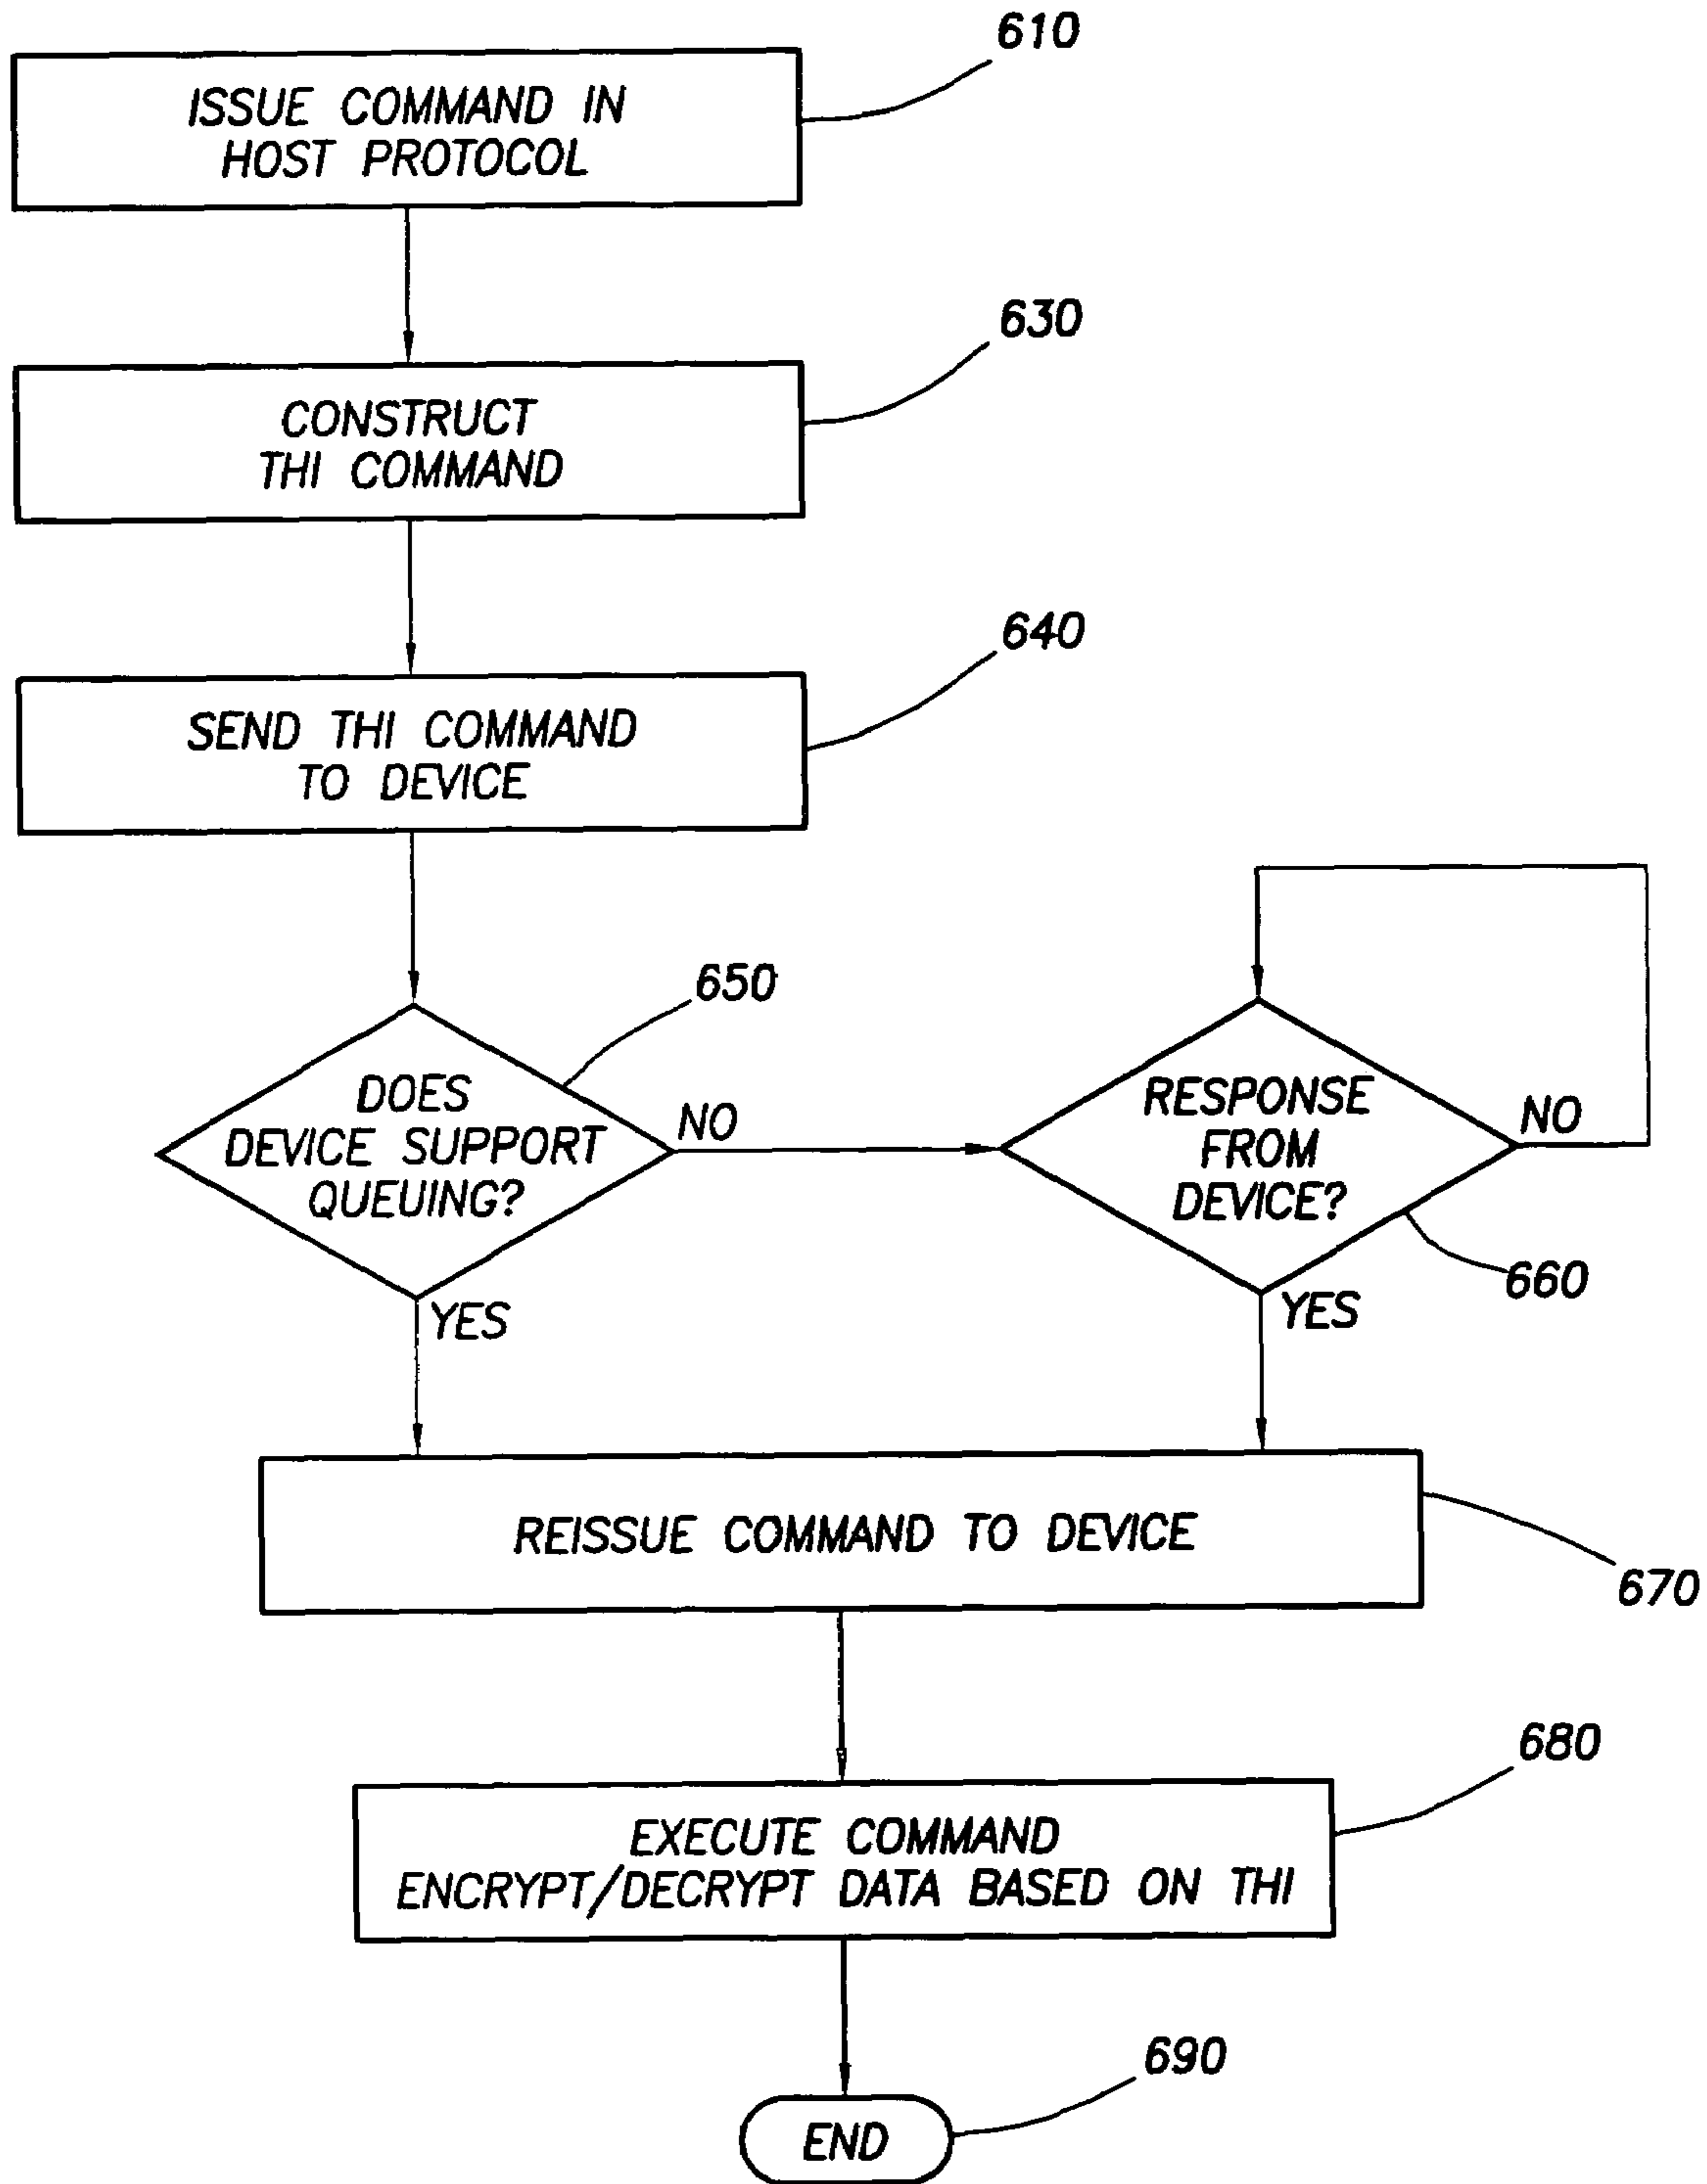 610
ISSUE COMMAND IN
HOST PROTOCOL
630
CONSTRUCT
THI COMMAND
640
SEND THI COMMAND
TO DEVICE
650
DOES
DEVICE SUPPORT
QUEUING?
NO
YES
RESPONSE
FROM
DEVICE?
NO
660
YES
REISSUE COMMAND TO DEVICE
670
680
EXECUTE COMMAND
ENCRYPT/DECRYPT DATA BASED ON THI
690
END